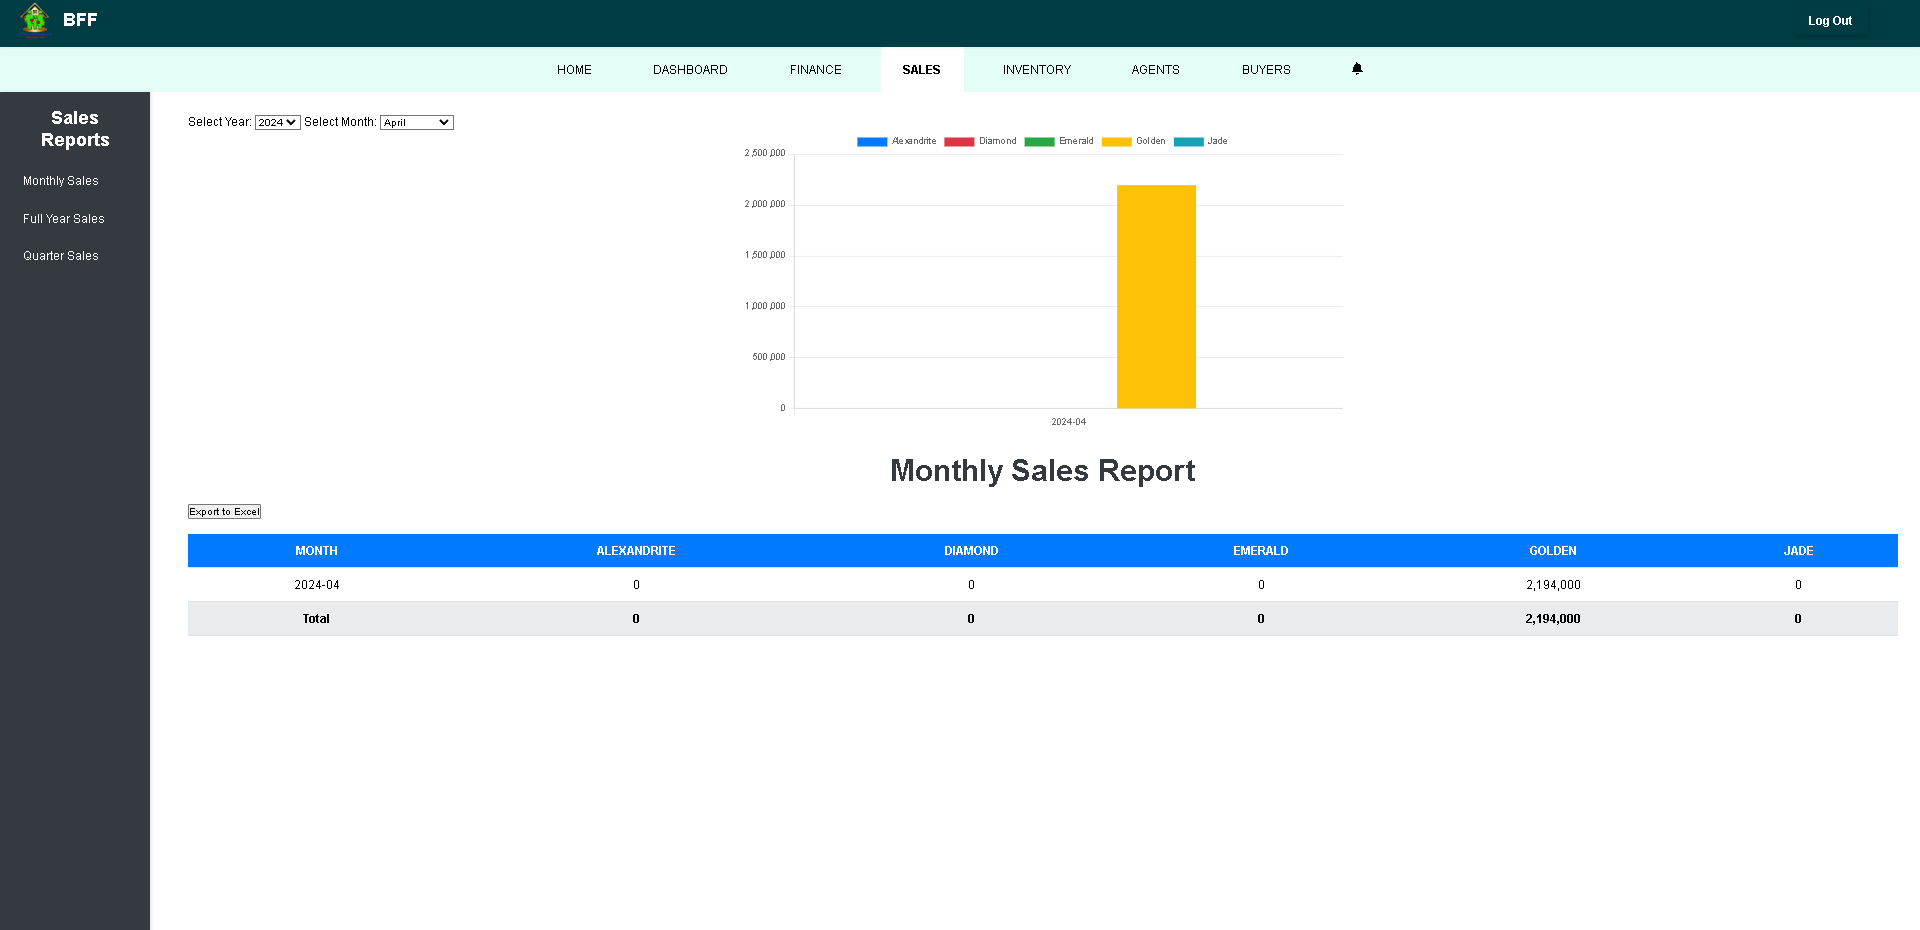 BFF
Log Out
HOME DASHBOARD FINANCE SALES INVENTORY AGENTS BUYERS
Sales
Reports
Monthly Sales
Full Year Sales
Quarter Sales
Select Year: 2024 Select Month: April
Alexandrite Diamond Emerald Golden Jade
2,500,000
2,000,000
1,500,000
1,000,000
500,000
0
2024-04
Monthly Sales Report
Export to Excel
MONTH ALEXANDRITE DIAMOND EMERALD GOLDEN JADE
2024-04 0 0 0 2,194,000 0
Total 0 0 0 2,194,000 0